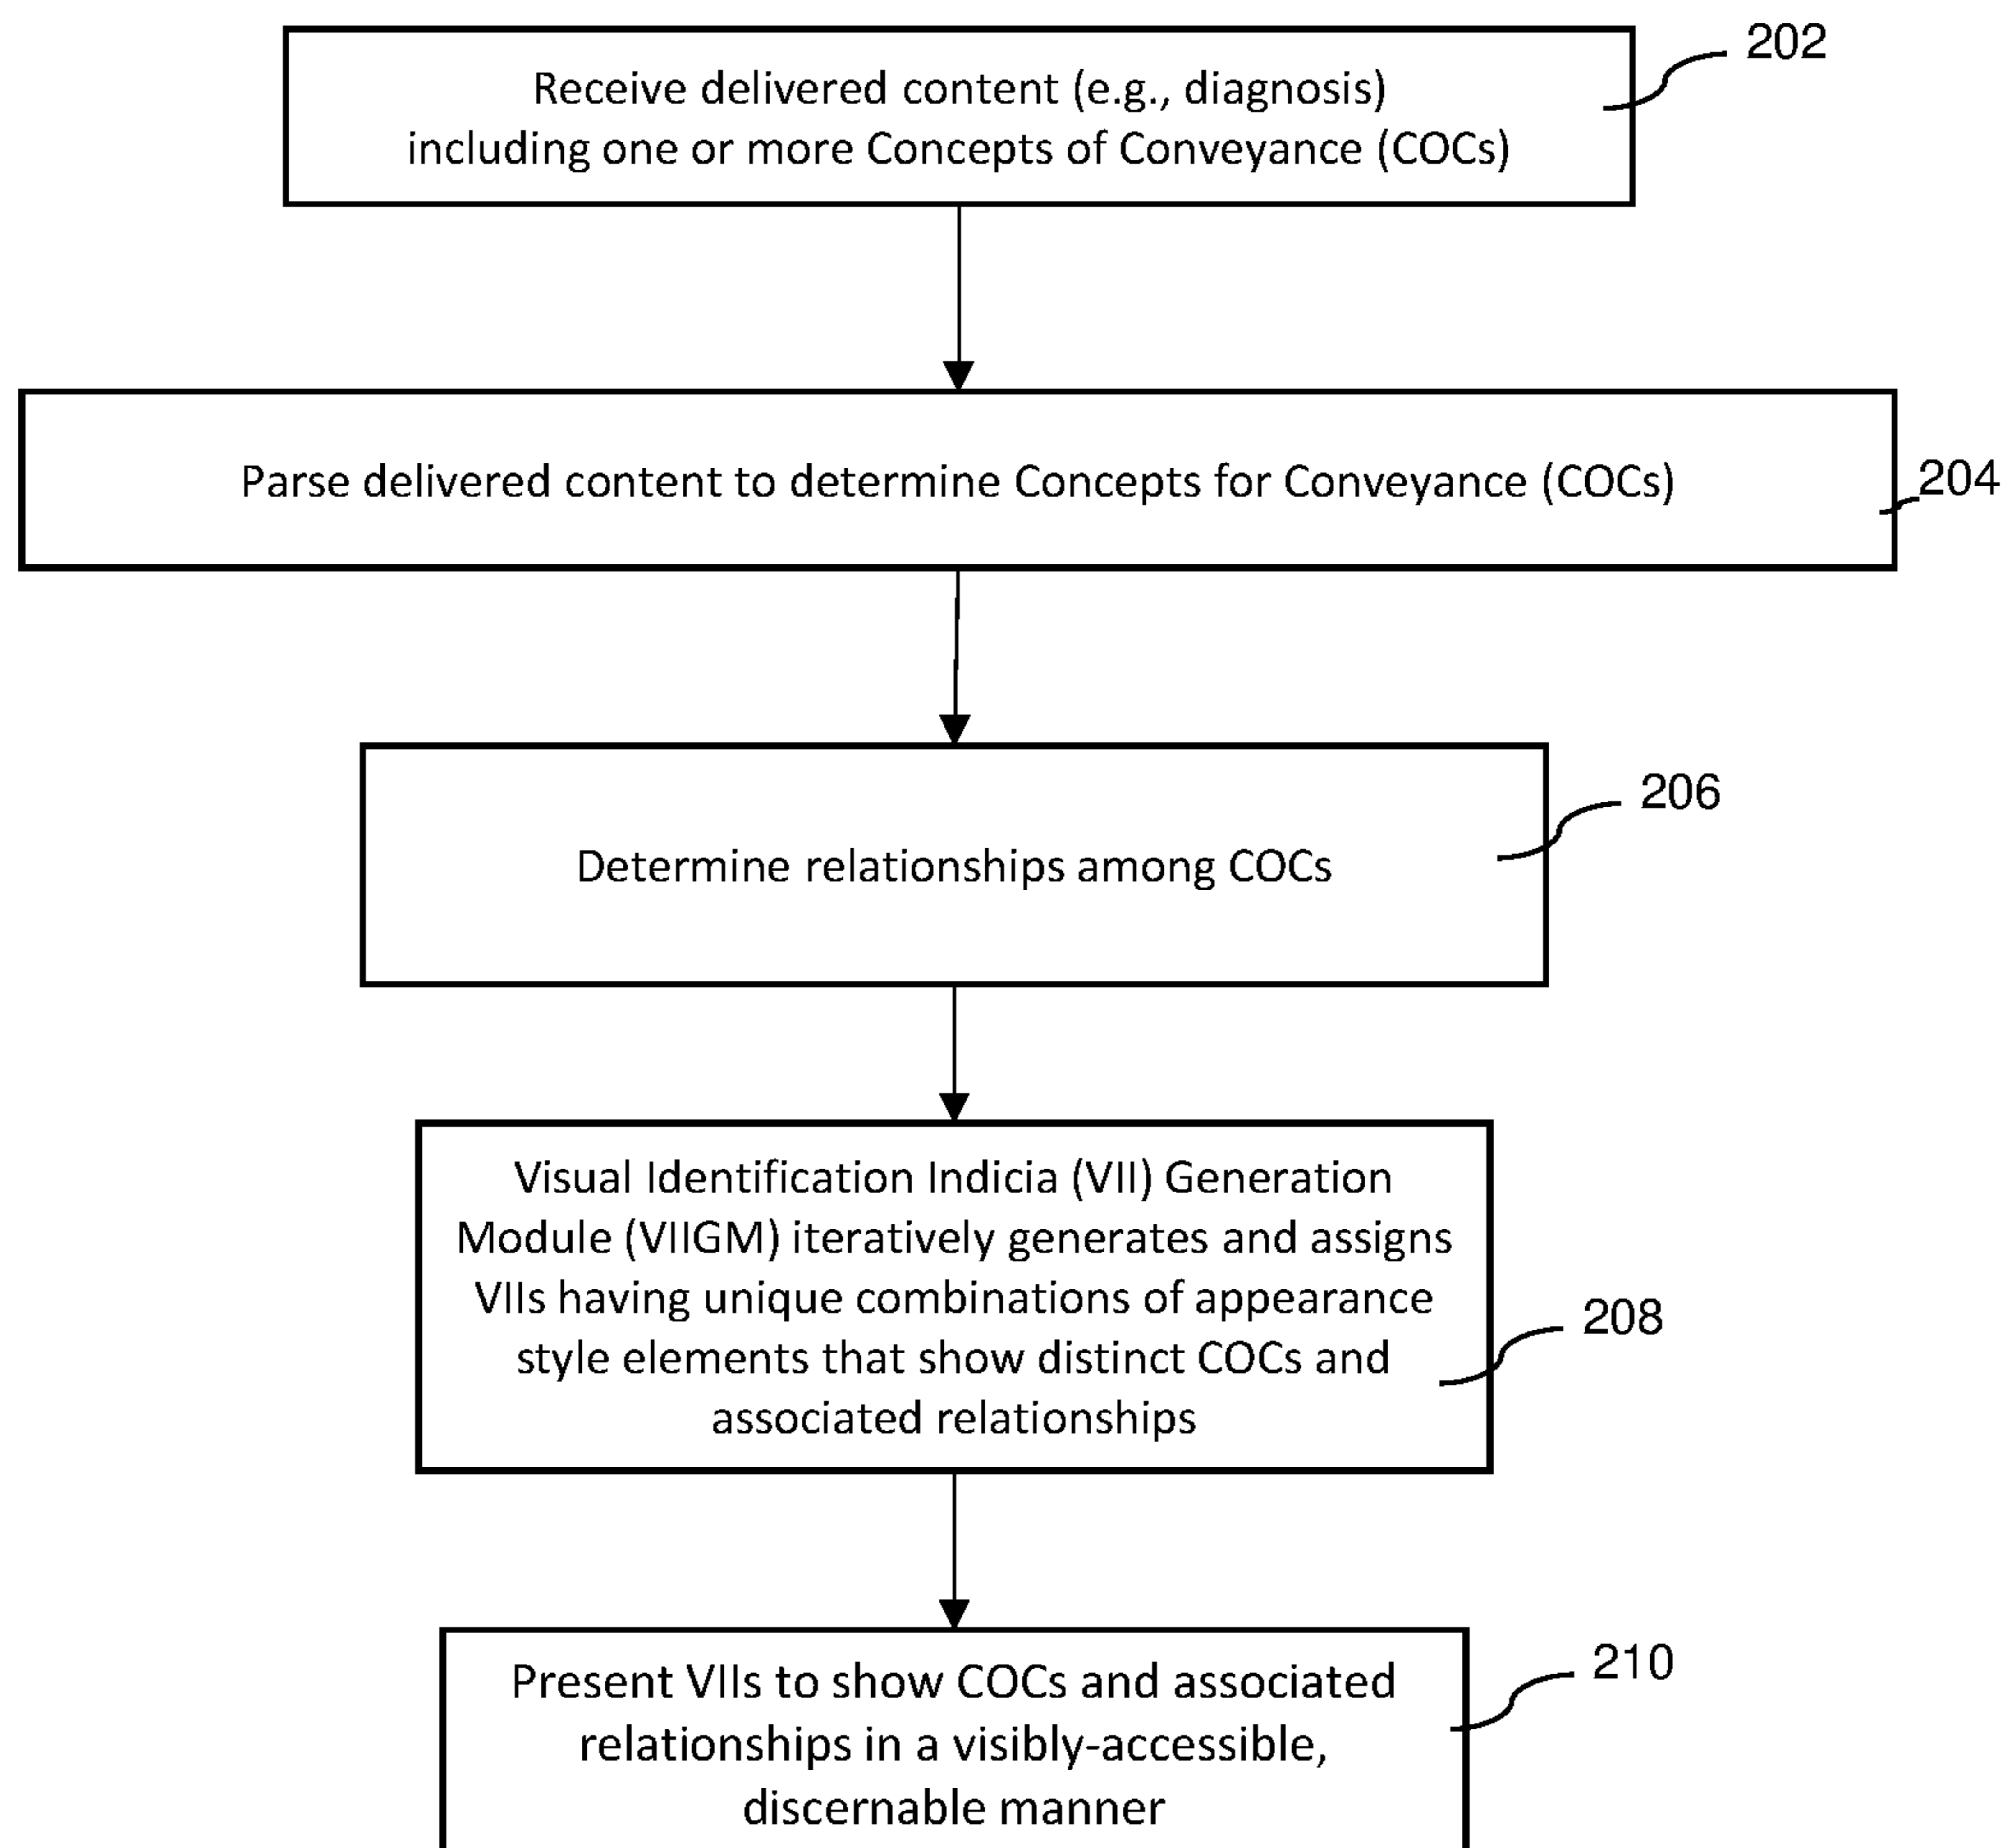 202
Receive delivered content (e.g., diagnosis)
including one or more Concepts of Conveyance (COCs)
204
Parse delivered content to determine Concepts for Conveyance (COCs)
206
Determine relationships among COCs
Visual Identification Indicia (VII) Generation
Module (VIIGM) iteratively generates and assigns
VIIs having unique combinations of appearance
style elements that show distinct COCs and
associated relationships
208
Present VIIs to show COCs and associated
relationships in a visibly-accessible,
discernable manner
210